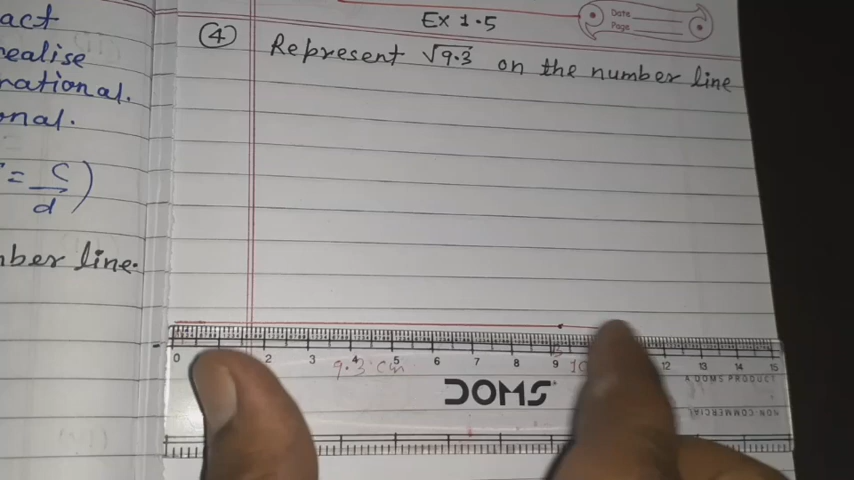 act
realise
rational.
onal.
= c/d )
mber line.
Ex 1.5
Date
Page
(4) Represent √9.3 on the number line
0 2 3 4 5 6 7 8 9 12 13 14 15
9.3 cm
DOMS
A DOMS PRODUCT
NON COMMERCIAL